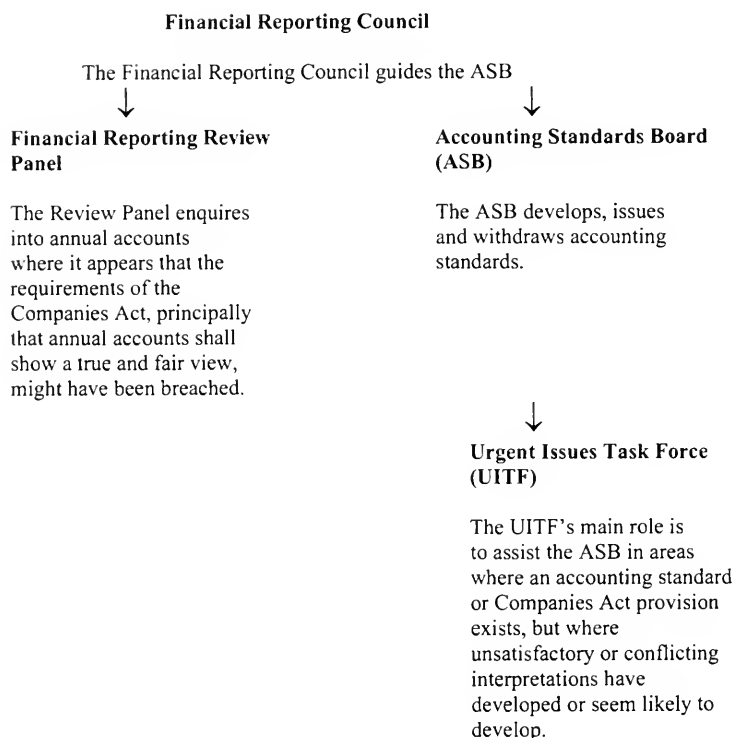 Financial Reporting Council
The Financial Reporting Council guides the ASB
↓ ↓
Financial Reporting Review
Panel
The Review Panel enquires
into annual accounts
where it appears that the
requirements of the
Companies Act, principally
that annual accounts shall
show a true and fair view,
might have been breached.
Accounting Standards Board
(ASB)
The ASB develops, issues
and withdraws accounting
standards.
↓
Urgent Issues Task Force
(UITF)
The UITF's main role is
to assist the ASB in areas
where an accounting standard
or Companies Act provision
exists, but where
unsatisfactory or conflicting
interpretations have
developed or seem likely to
develop.